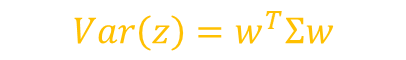 Var(z) = w^T Σw